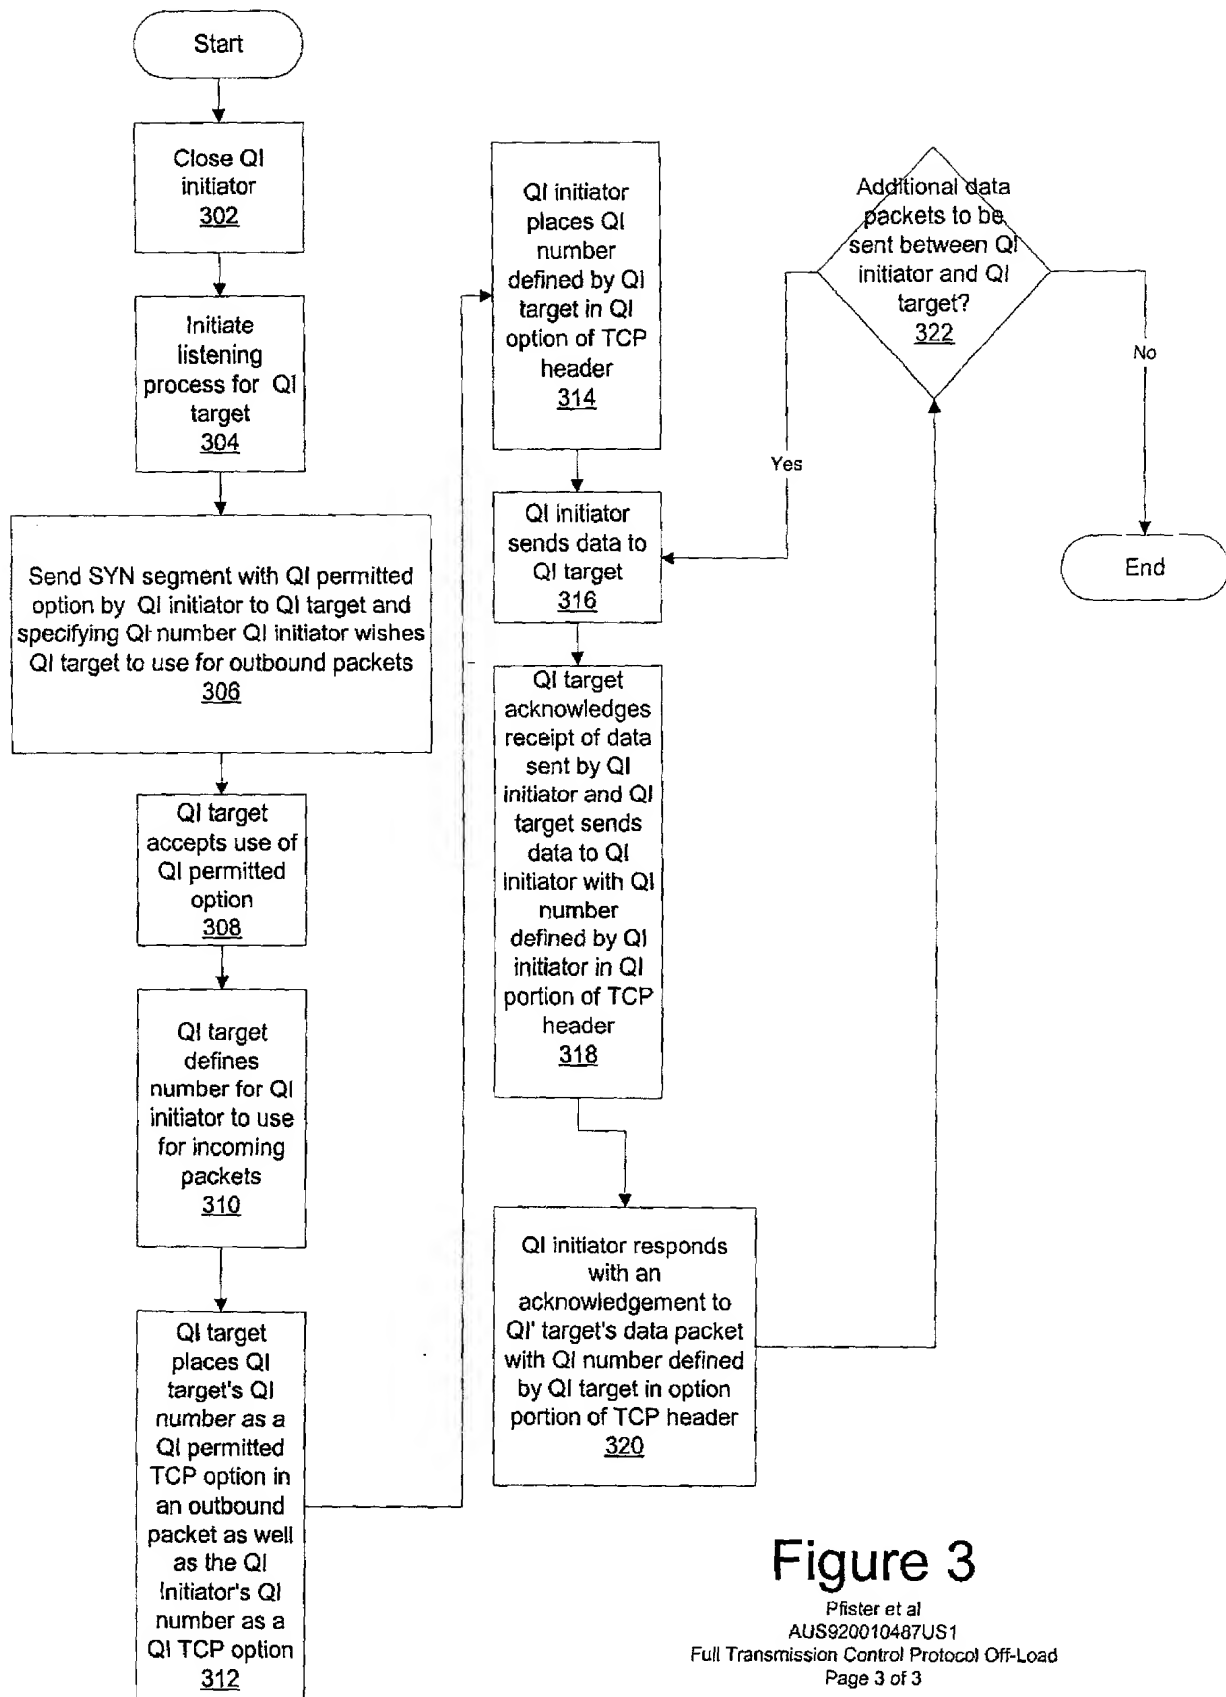 Start
Close QI
initiator
302
Initiate
listening
process for QI
target
304
Send SYN segment with QI permitted
option by QI initiator to QI target and
specifying QI number QI initiator wishes
QI target to use for outbound packets
306
QI target
accepts use of
QI permitted
option
308
QI target
defines
number for QI
initiator to use
for incoming
packets
310
QI target
places QI
target's QI
number as a
QI permitted
TCP option in
an outbound
packet as well
as the QI
Initiator's QI
number as a
QI TCP option
312
QI initiator
places QI
number
defined by QI
target in QI
option of TCP
header
314
QI initiator
sends data to
QI target
316
QI target
acknowledges
receipt of data
sent by QI
initiator and QI
target sends
data to QI
initiator with QI
number
defined by QI
initiator in QI
portion of TCP
header
318
QI initiator responds
with an
acknowledgement to
QI' target's data packet
with QI number defined
by QI target in option
portion of TCP header
320
Additional data
packets to be
sent between QI
initiator and QI
target?
322
Yes
No
End
Figure 3
Pfister et al
AUS920010487US1
Full Transmission Control Protocol Off-Load
Page 3 of 3